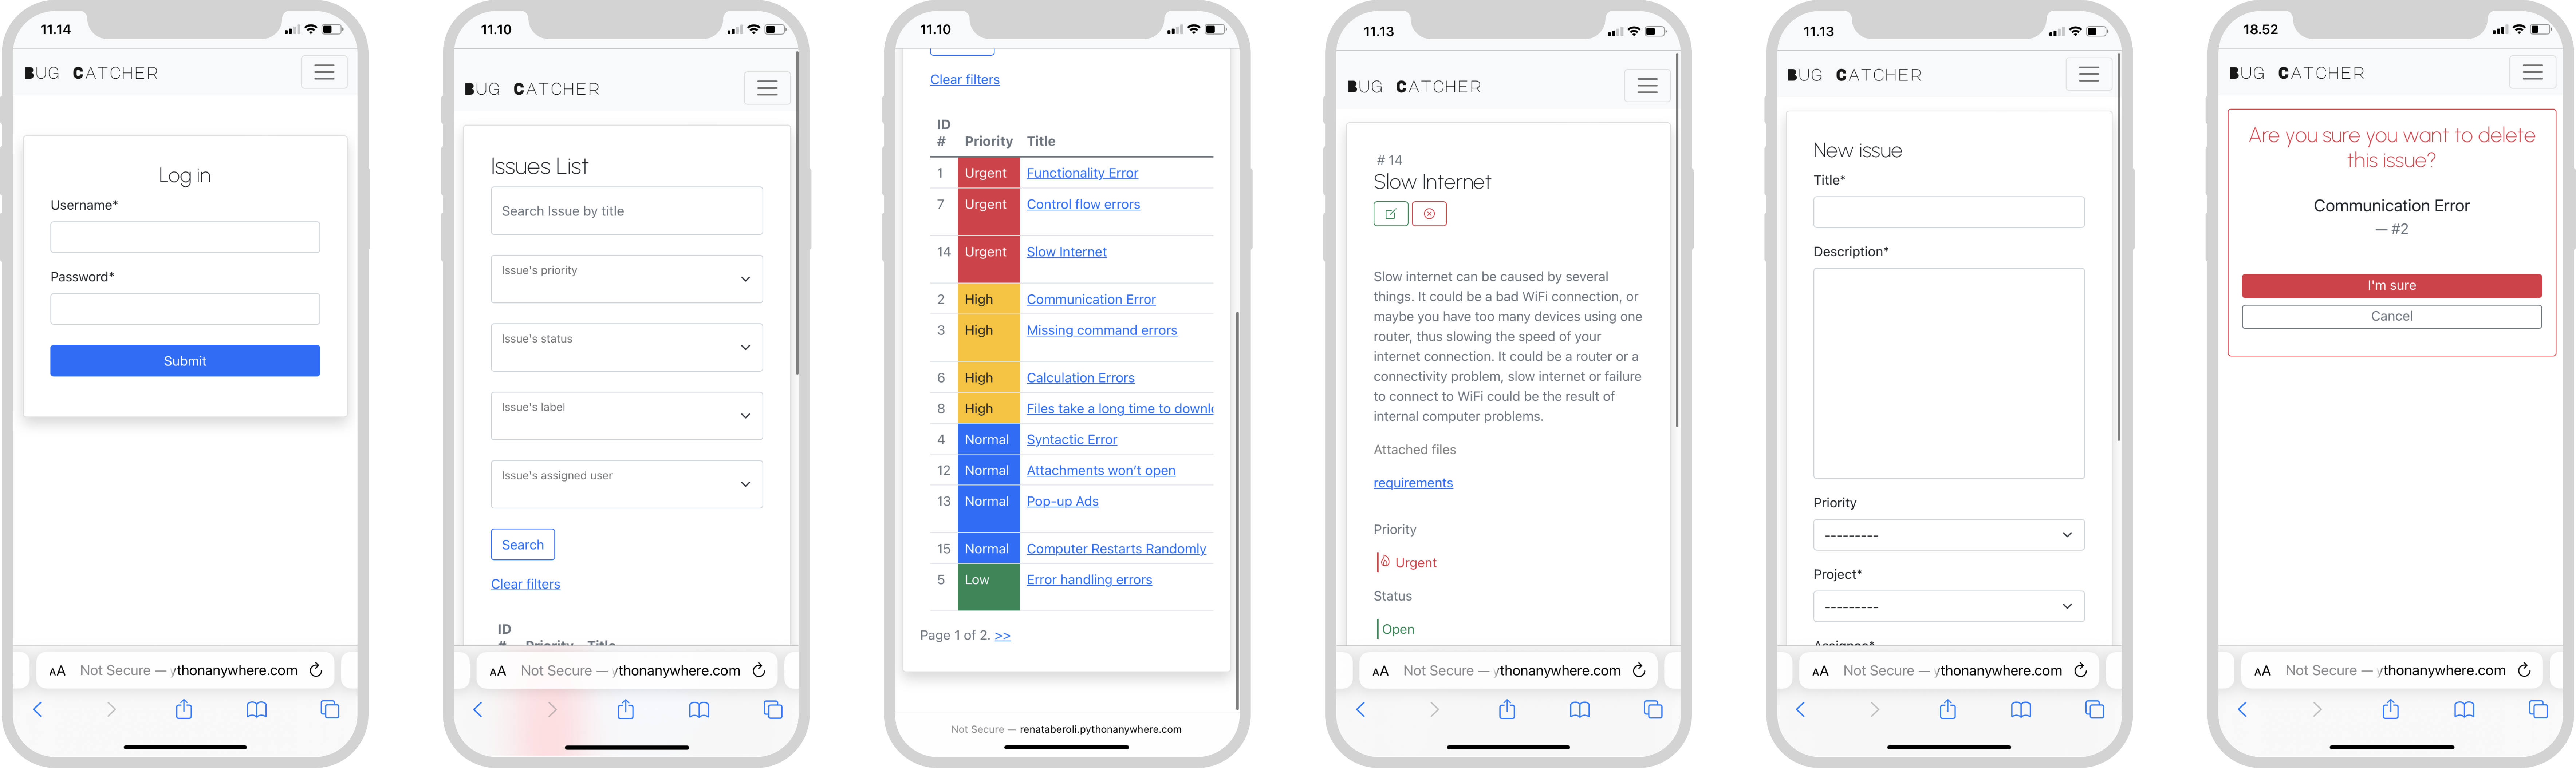 11.14
BUG CATCHER
Log in
Username*
Password*
Submit
AA Not Secure — ythonanywhere.com
11.10
BUG CATCHER
Issues List
Search Issue by title
Issue's priority
Issue's status
Issue's label
Issue's assigned user
Search
Clear filters
ID
# Priority Title
AA Not Secure — ythonanywhere.com
11.10
Clear filters
ID
# Priority Title
1 Urgent Functionality Error
7 Urgent Control flow errors
14 Urgent Slow Internet
2 High Communication Error
3 High Missing command errors
6 High Calculation Errors
8 High Files take a long time to downl
4 Normal Syntactic Error
12 Normal Attachments won't open
13 Normal Pop-up Ads
15 Normal Computer Restarts Randomly
5 Low Error handling errors
Page 1 of 2. >>
Not Secure — renataberoli.pythonanywhere.com
11.13
BUG CATCHER
# 14
Slow Internet
Slow internet can be caused by several
things. It could be a bad WiFi connection, or
maybe you have too many devices using one
router, thus slowing the speed of your
internet connection. It could be a router or a
connectivity problem, slow internet or failure
to connect to WiFi could be the result of
internal computer problems.
Attached files
requirements
Priority
Urgent
Status
Open
AA Not Secure — ythonanywhere.com
11.13
BUG CATCHER
New issue
Title*
Description*
Priority
---------
Project*
---------
Assignee*
AA Not Secure — ythonanywhere.com
18.52
BUG CATCHER
Are you sure you want to delete
this issue?
Communication Error
— #2
I'm sure
Cancel
AA Not Secure — ythonanywhere.com